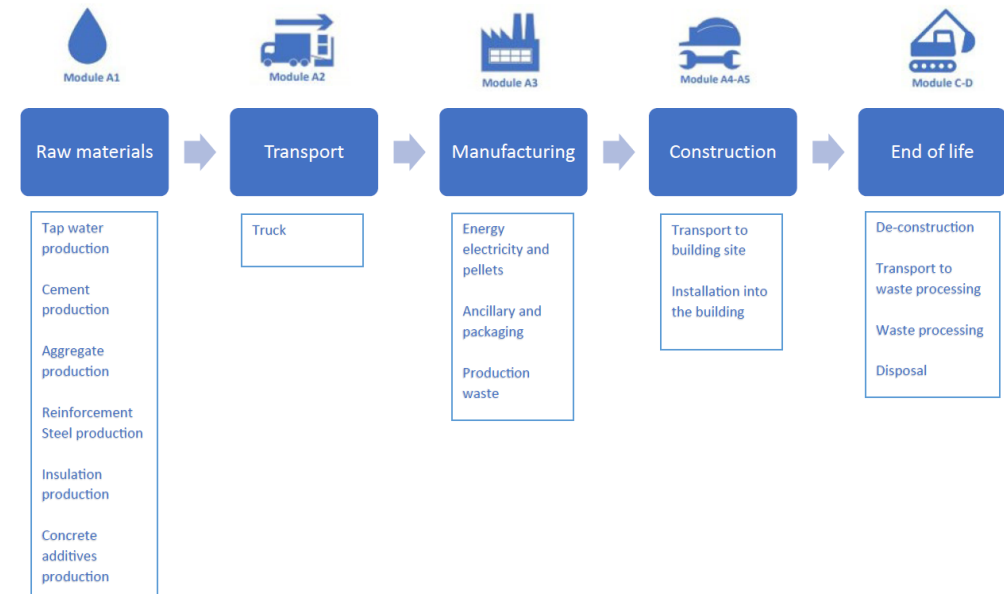 Module A1
Module A2
Module A3
Module A4-A5
Module C-D
Raw materials
Transport
Manufacturing
Construction
End of life
Tap water
production
Cement
production
Aggregate
production
Reinforcement
Steel production
Insulation
production
Concrete
additives
production
Truck
Energy
electricity and
pellets
Ancillary and
packaging
Production
waste
Transport to
building site
Installation into
the building
De-construction
Transport to
waste processing
Waste processing
Disposal